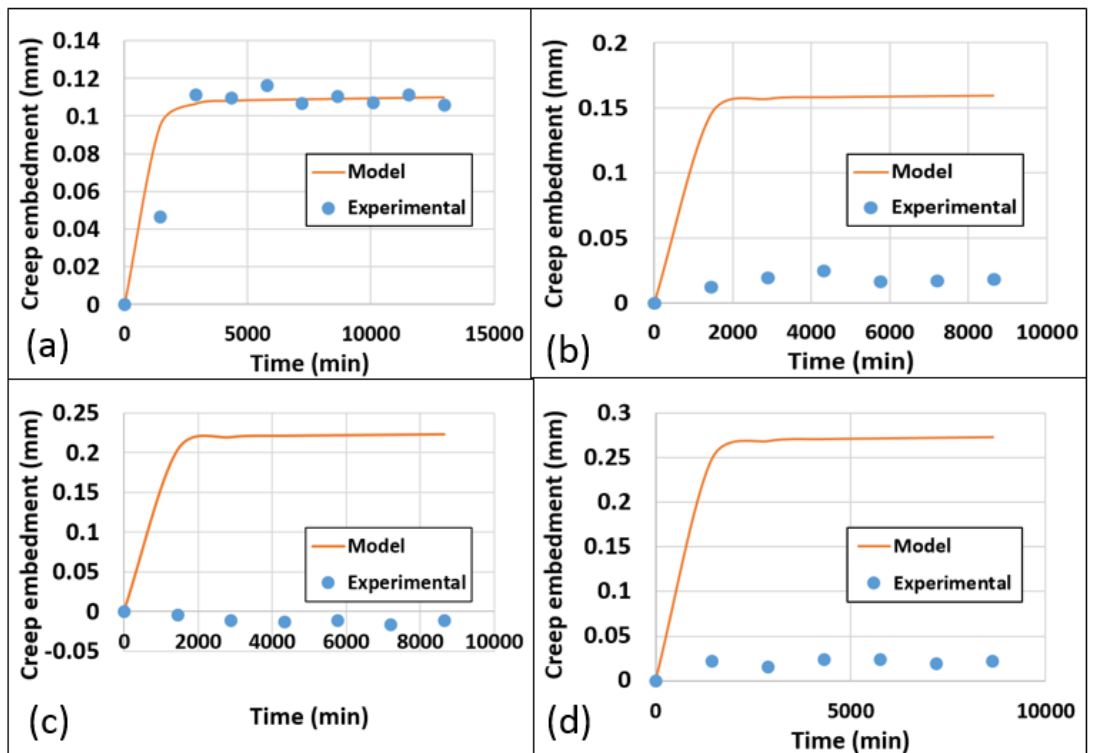 Creep embedment (mm)
0.14
0.12
0.1
0.08
0.06
0.04
0.02
0
0 5000 10000 15000
Time (min)
Model
Experimental
(a)
Creep embedment (mm)
0.2
0.15
0.1
0.05
0
0 2000 4000 6000 8000 10000
Time (min)
Model
Experimental
(b)
Creep embedment (mm)
0.25
0.2
0.15
0.1
0.05
0
-0.05
0 2000 4000 6000 8000 10000
Time (min)
Model
Experimental
(c)
Creep embedment (mm)
0.3
0.25
0.2
0.15
0.1
0.05
0
0 5000 10000
Time (min)
Model
Experimental
(d)